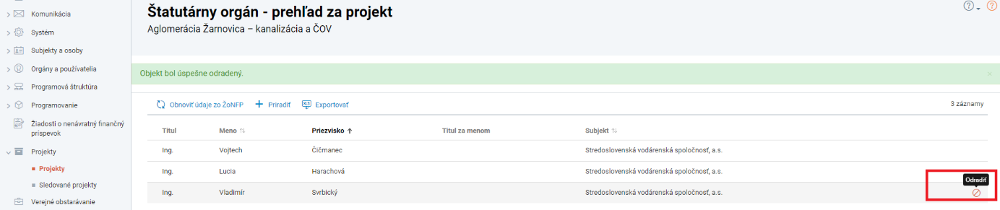 Komunikácia
Systém
Subjekty a osoby
Orgány a používatelia
Programová štruktúra
Programovanie
Žiadosti o nenávratný finančný
príspevok
Projekty
Projekty
Sledované projekty
Verejné obstarávanie
Štatutárny orgán - prehľad za projekt
Aglomerácia Žarnovica – kanalizácia a ČOV
Objekt bol úspešne odradený.
Obnoviť údaje zo ŽoNFP Priradiť XLS Exportovať 3 záznamy
Titul Meno Priezvisko Titul za menom Subjekt
Ing. Vojtech Čičmanec Stredoslovenská vodárenská spoločnosť, a.s.
Ing. Lucia Harachová Stredoslovenská vodárenská spoločnosť, a.s.
Odradiť
Ing. Vladimír Svrbický Stredoslovenská vodárenská spoločnosť, a.s.